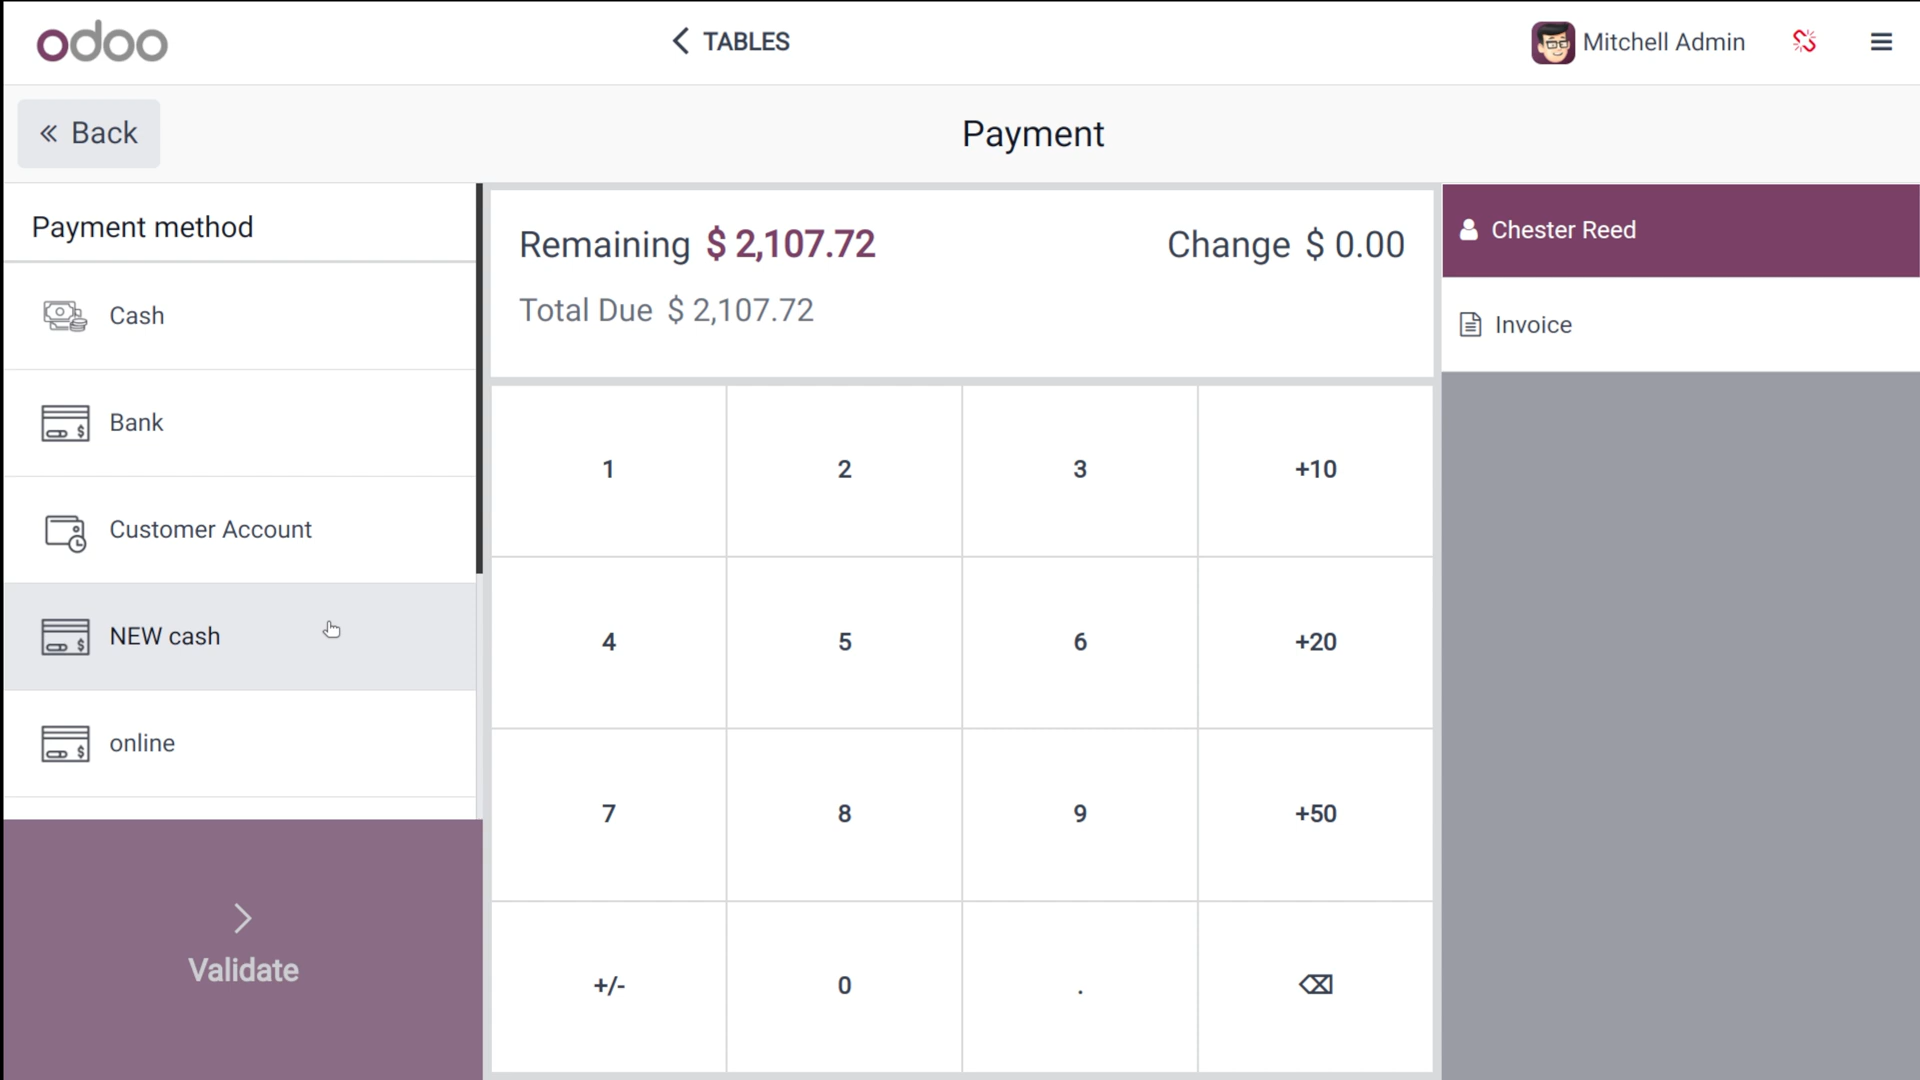 odoo
TABLES
Mitchell Admin
Back
Payment
Payment method
Cash
Bank
Customer Account
NEW cash
online
Validate
Remaining $ 2,107.72
Change $ 0.00
Total Due $ 2,107.72
1 2 3 +10
4 5 6 +20
7 8 9 +50
+/- 0 .
Chester Reed
Invoice